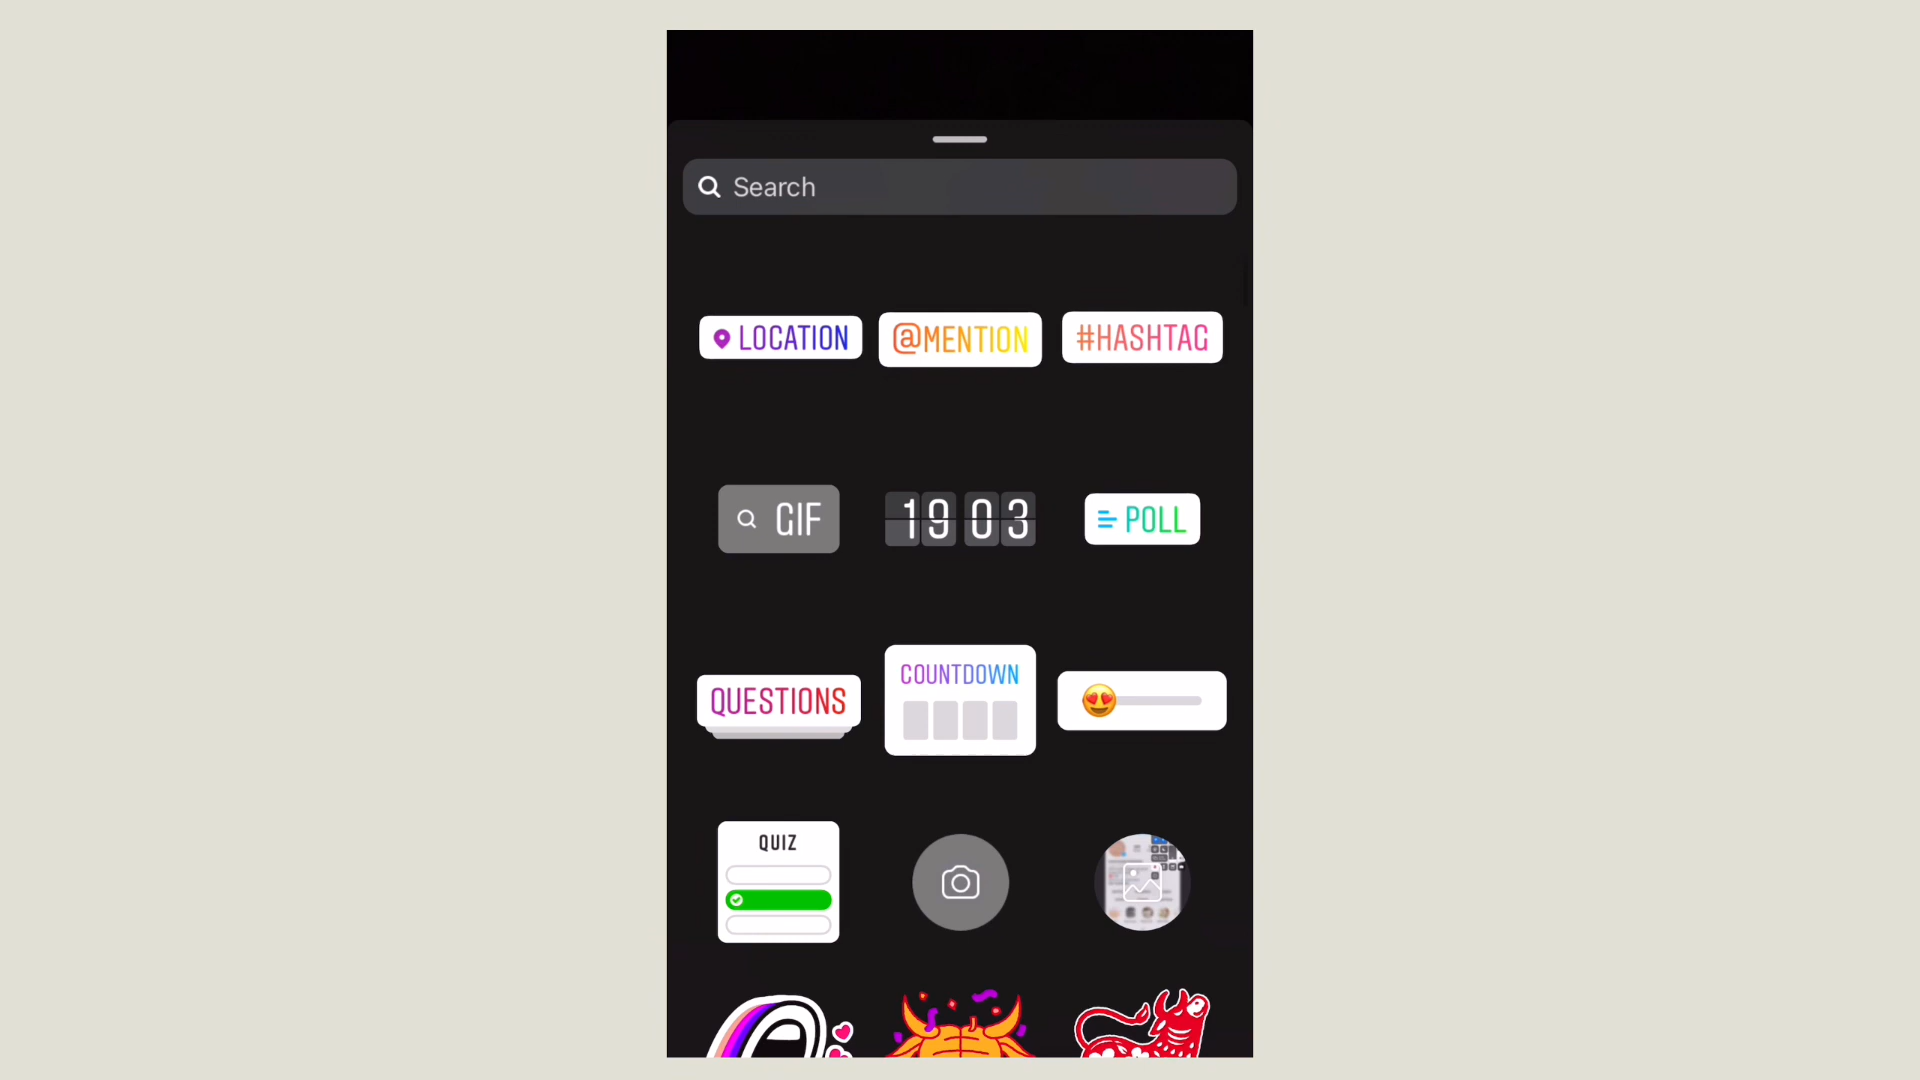 Search
LOCATION
@MENTION
#HASHTAG
GIF
19 03
POLL
QUESTIONS
COUNTDOWN
QUIZ